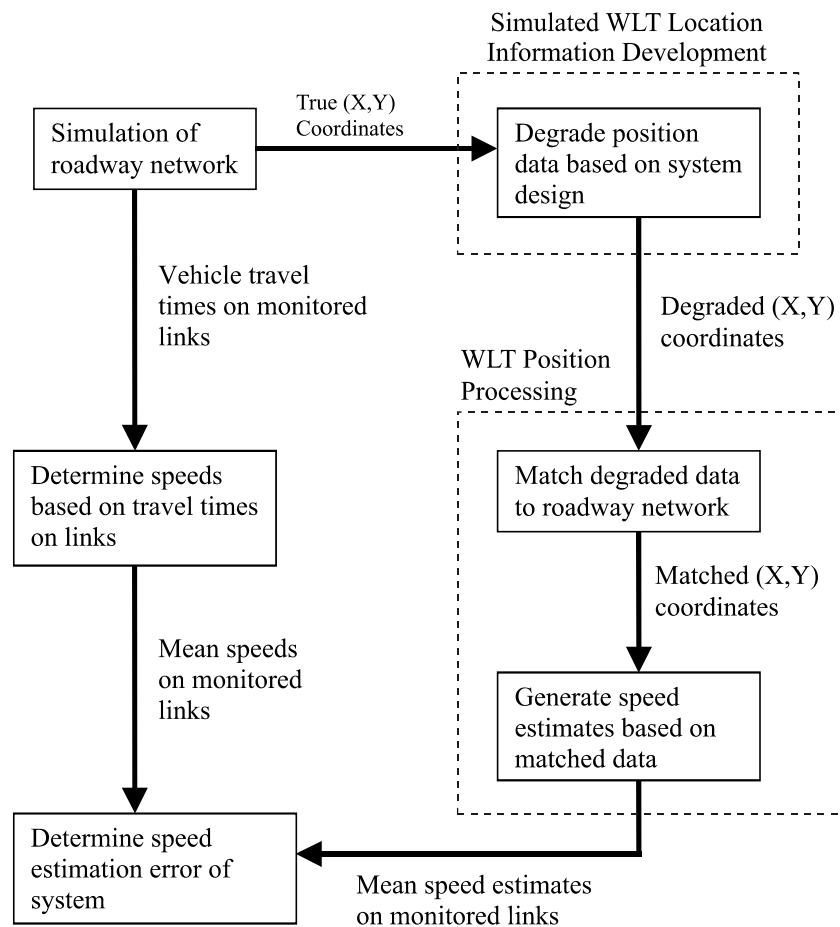 Simulated WLT Location
Information Development
True (X,Y)
Coordinates
Simulation of
roadway network
Degrade position
data based on system
design
Vehicle travel
times on monitored
links
Degraded (X,Y)
coordinates
WLT Position
Processing
Determine speeds
based on travel times
on links
Match degraded data
to roadway network
Matched (X,Y)
coordinates
Mean speeds
on monitored
links
Generate speed
estimates based on
matched data
Determine speed
estimation error of
system
Mean speed estimates
on monitored links